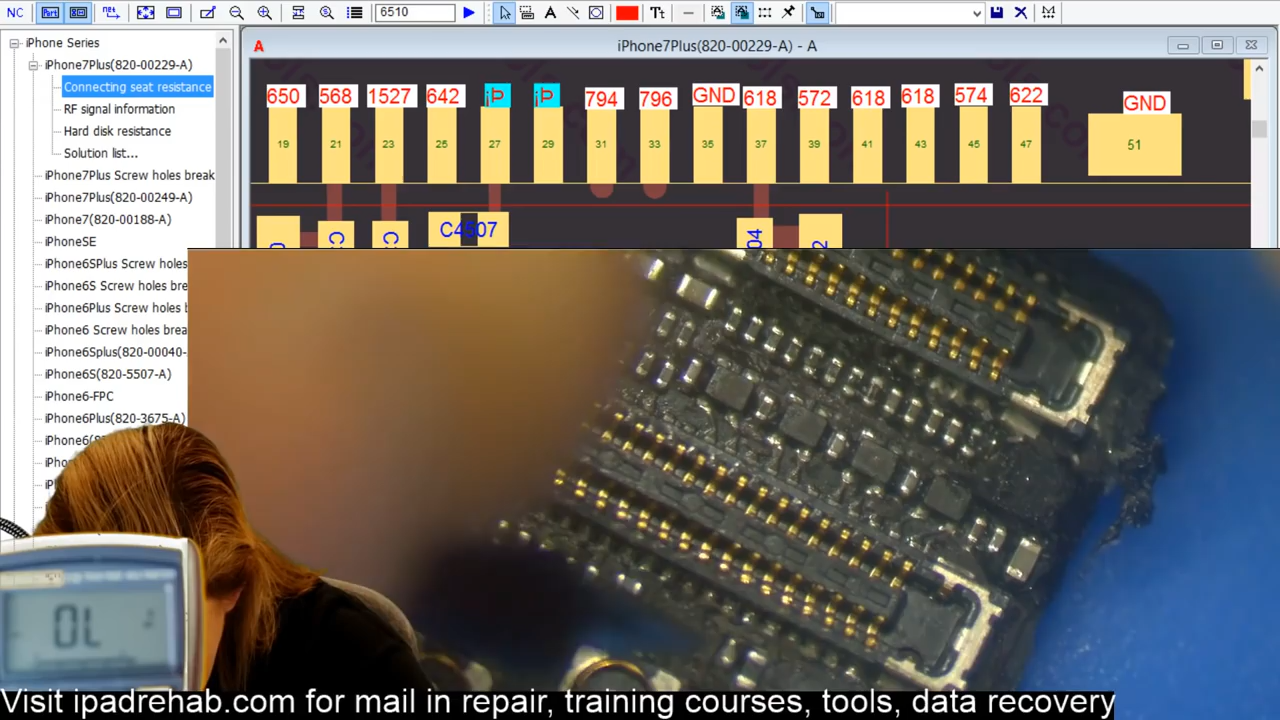 NC
6510
iPhone Series
iPhone7Plus(820-00229-A)
Connecting seat resistance
RF signal information
Hard disk resistance
Solution list...
iPhone7Plus Screw holes break
iPhone7Plus(820-00249-A)
iPhone7(820-00188-A)
iPhoneSE
iPhone6SPlus Screw holes
iPhone6S Screw holes bre
iPhone6Plus Screw holes b
iPhone6 Screw holes brea
iPhone6Splus(820-00040-
iPhone6S(820-5507-A)
iPhone6-FPC
iPhone6Plus(820-3675-A)
iPhone6(8
A
iPhone7Plus(820-00229-A) - A
650 568 1527 642 794 796 GND 618 572 618 618 574 622 GND
19 21 23 25 27 29 31 33 35 37 39 41 43 45 47 51
C4507
04
OL
Visit ipadrehab.com for mail in repair, training courses, tools, data recovery